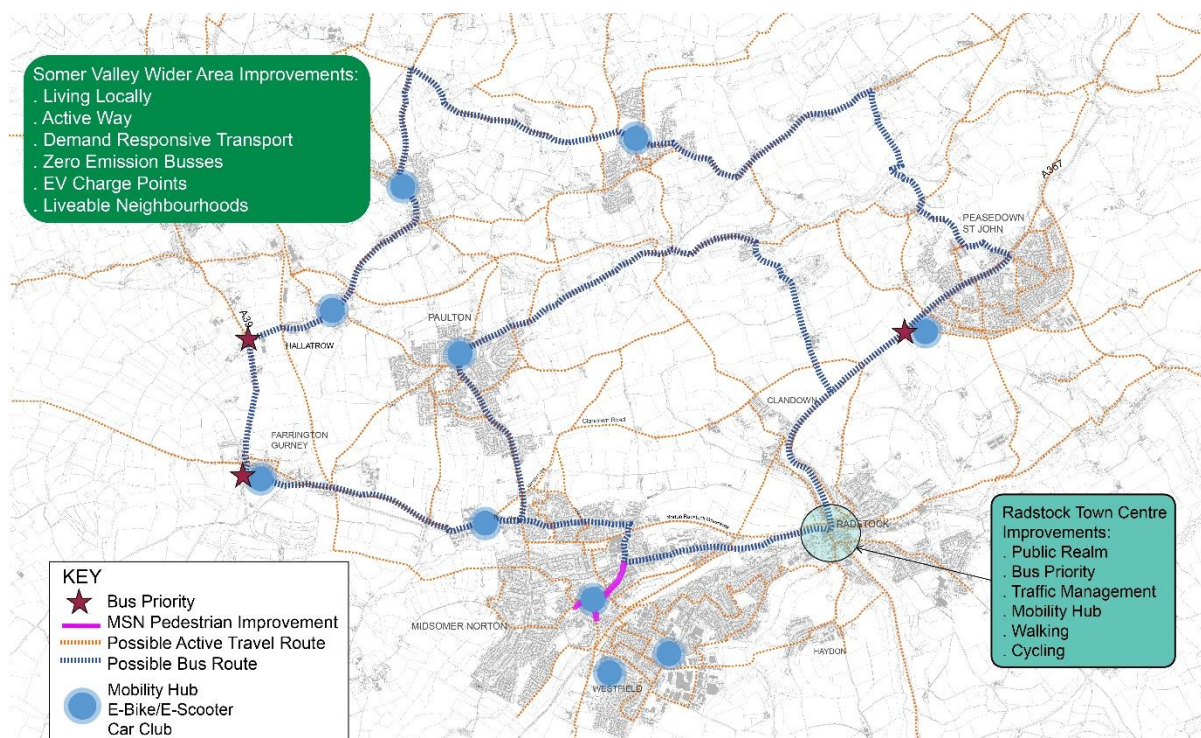 Somer Valley Wider Area Improvements:
. Living Locally
. Active Way
. Demand Responsive Transport
. Zero Emission Busses
. EV Charge Points
. Liveable Neighbourhoods
A367
PEASEDOWN
ST JOHN
A39
HALLATROW
PAULTON
CLANDOWN
FARRINGTON
GURNEY
RADSTOCK
MIDSOMER NORTON
HAYDON
WESTFIELD
Radstock Town Centre
Improvements:
. Public Realm
. Bus Priority
. Traffic Management
. Mobility Hub
. Walking
. Cycling
KEY
Bus Priority
MSN Pedestrian Improvement
Possible Active Travel Route
Possible Bus Route
Mobility Hub
E-Bike/E-Scooter
Car Club